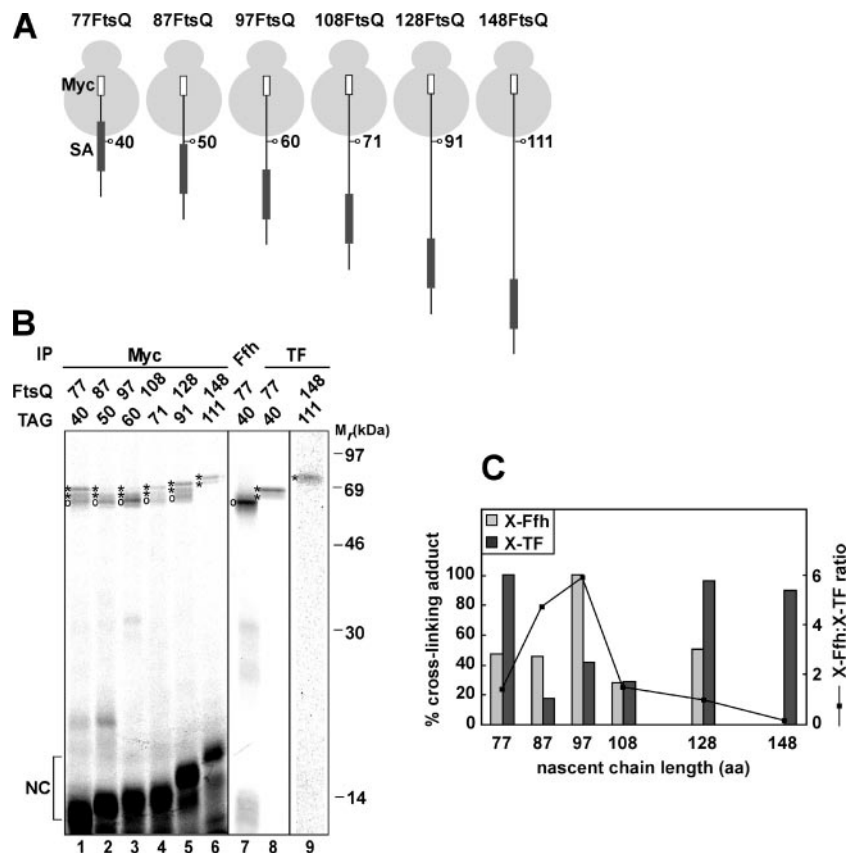 A
77FtsQ 87FtsQ 97FtsQ 108FtsQ 128FtsQ 148FtsQ
Myc
SA
40 50 60 71 91 111
B
IP Myc Ffh TF
FtsQ 77 87 97 108 128 148 77 77 148
TAG 40 50 60 71 91 111 40 40 111
Mr(kDa)
97
69
46
30
14
NC
1 2 3 4 5 6 7 8 9
C
X-Ffh
X-TF
% cross-linking adduct
100
80
60
40
20
0
6
4
2
0
X-Ffh:X-TF ratio
77 87 97 108 128 148
nascent chain length (aa)